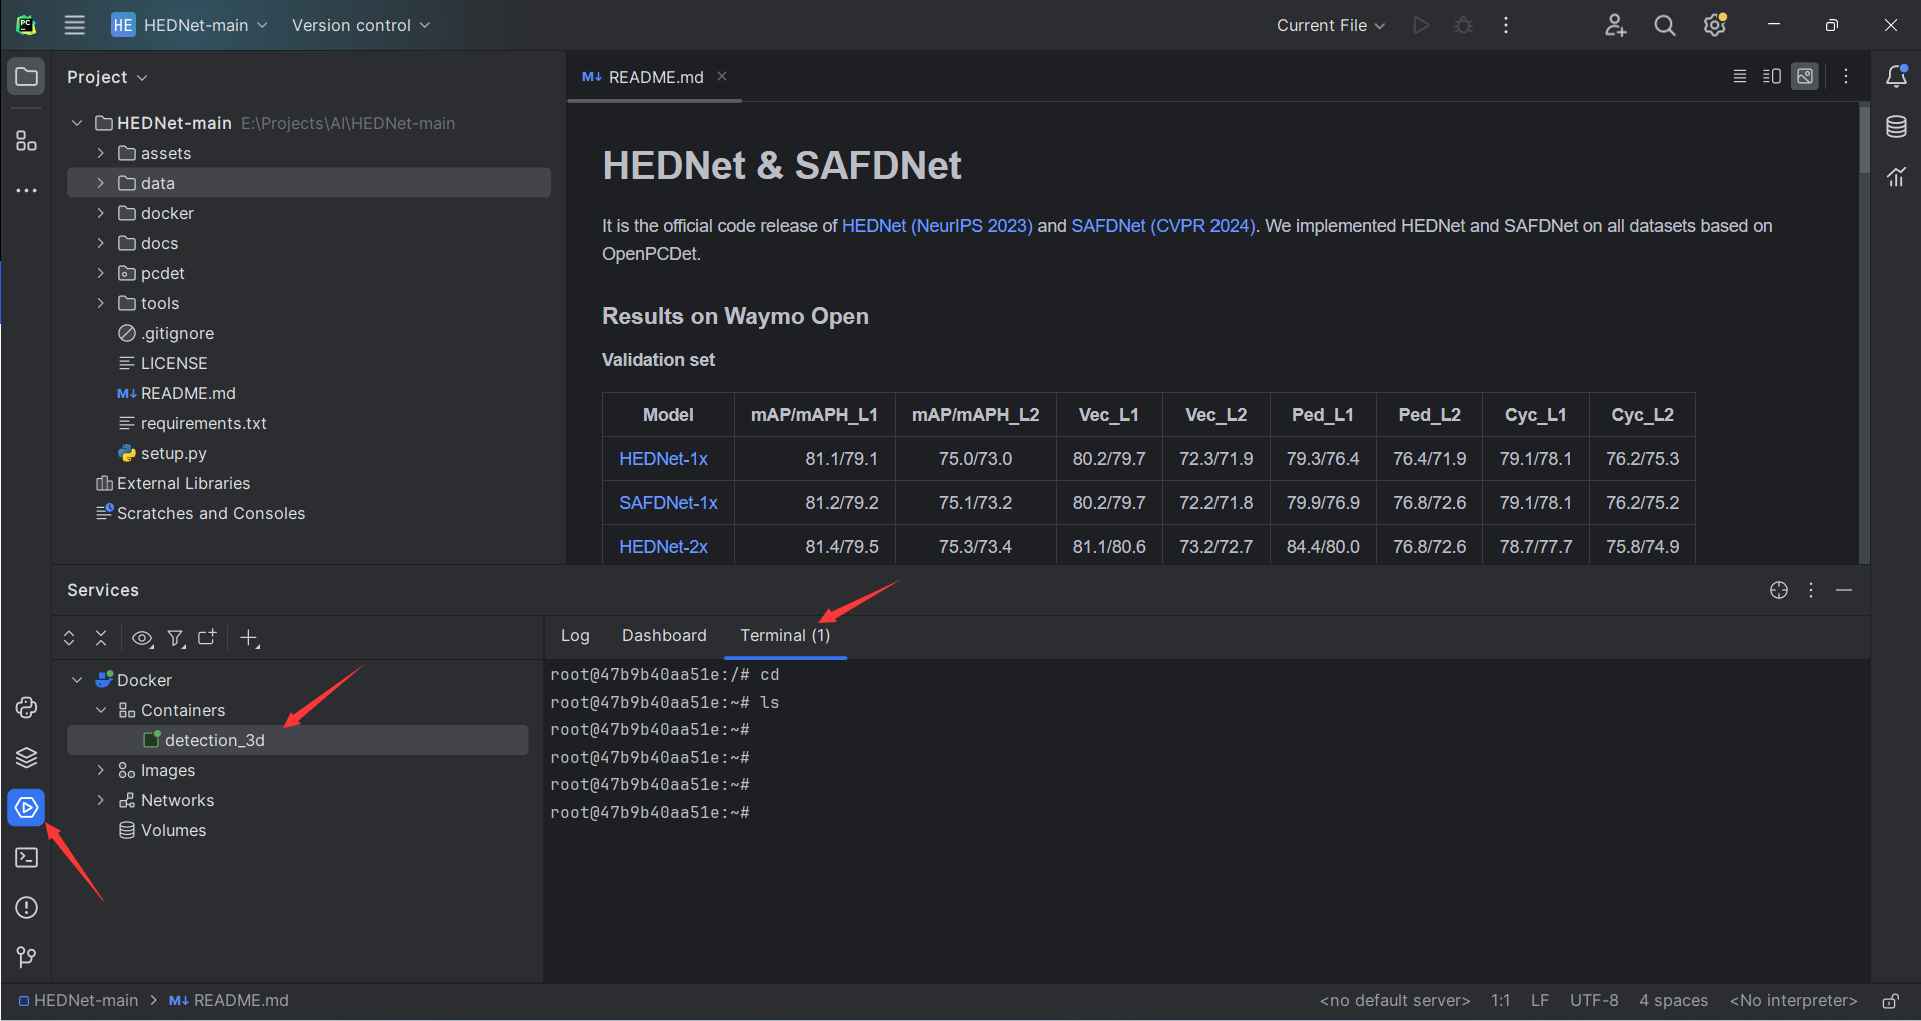 HE HEDNet-main Version control Current File
Project
M↓ README.md
HEDNet-main E:\Projects\AI\HEDNet-main
assets
data
docker
docs
pcdet
tools
.gitignore
LICENSE
M↓ README.md
requirements.txt
setup.py
External Libraries
Scratches and Consoles
HEDNet & SAFDNet
It is the official code release of HEDNet (NeurIPS 2023) and SAFDNet (CVPR 2024). We implemented HEDNet and SAFDNet on all datasets based on
OpenPCDet.
Results on Waymo Open
Validation set
Model mAP/mAPH_L1 mAP/mAPH_L2 Vec_L1 Vec_L2 Ped_L1 Ped_L2 Cyc_L1 Cyc_L2
HEDNet-1x 81.1/79.1 75.0/73.0 80.2/79.7 72.3/71.9 79.3/76.4 76.4/71.9 79.1/78.1 76.2/75.3
SAFDNet-1x 81.2/79.2 75.1/73.2 80.2/79.7 72.2/71.8 79.9/76.9 76.8/72.6 79.1/78.1 76.2/75.2
HEDNet-2x 81.4/79.5 75.3/73.4 81.1/80.6 73.2/72.7 84.4/80.0 76.8/72.6 78.7/77.7 75.8/74.9
Services
Log Dashboard Terminal (1)
Docker
Containers
detection_3d
Images
Networks
Volumes
root@47b9b40aa51e:/# cd
root@47b9b40aa51e:~# ls
root@47b9b40aa51e:~#
root@47b9b40aa51e:~#
root@47b9b40aa51e:~#
root@47b9b40aa51e:~#
HEDNet-main > M↓ README.md <no default server> 1:1 LF UTF-8 4 spaces <No interpreter>